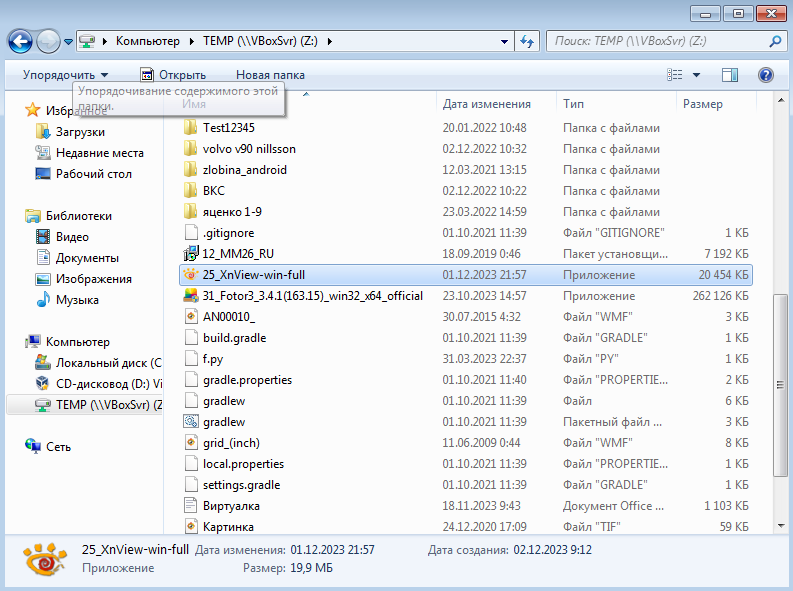 Компьютер TEMP (\\VBoxSvr) (Z:) Поиск: TEMP (\\VBoxSvr) (Z:)
Упорядочить Открыть Новая папка
Упорядочивание содержимого этой папки.
Имя Дата изменения Тип Размер
Избранное
Загрузки
Недавние места
Рабочий стол
Библиотеки
Видео
Документы
Изображения
Музыка
Компьютер
Локальный диск (C
CD-дисковод (D:) Vi
TEMP (\\VBoxSvr) (Z
Сеть
Test12345 20.01.2022 10:48 Папка с файлами
volvo v90 nillsson 02.12.2022 10:32 Папка с файлами
zlobina_android 12.03.2021 13:15 Папка с файлами
ВКС 02.12.2022 10:22 Папка с файлами
яценко 1-9 23.03.2022 14:59 Папка с файлами
.gitignore 01.10.2021 11:39 Файл "GITIGNORE" 1 КБ
12_MM26_RU 18.09.2019 0:46 Пакет установщи... 7 192 КБ
25_XnView-win-full 01.12.2023 21:57 Приложение 20 454 КБ
31_Fotor3_3.4.1(163.15)_win32_x64_official 23.10.2023 14:57 Приложение 262 126 КБ
AN00010_ 30.07.2015 4:32 Файл "WMF" 3 КБ
build.gradle 01.10.2021 11:39 Файл "GRADLE" 1 КБ
f.py 31.03.2023 22:37 Файл "PY" 1 КБ
gradle.properties 01.10.2021 11:40 Файл "PROPERTIE... 2 КБ
gradlew 01.10.2021 11:39 Файл 6 КБ
gradlew 01.10.2021 11:39 Пакетный файл ... 3 КБ
grid_(inch) 11.06.2009 0:44 Файл "WMF" 8 КБ
local.properties 01.10.2021 11:39 Файл "PROPERTIE... 1 КБ
settings.gradle 01.10.2021 11:39 Файл "GRADLE" 1 КБ
Виртуалка 18.11.2023 9:43 Документ Office ... 1 103 КБ
Картинка 24.12.2020 17:09 Файл "TIF" 59 КБ
25_XnView-win-full Дата изменения: 01.12.2023 21:57 Дата создания: 02.12.2023 9:12
Приложение Размер: 19,9 МБ